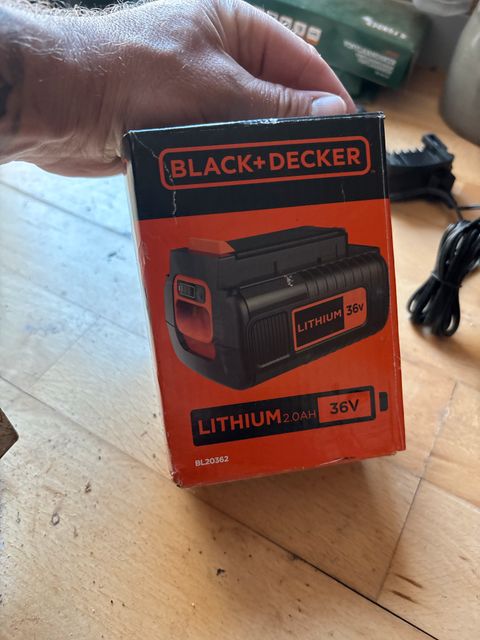 BLACK+DECKER
LITHIUM 36V
LITHIUM 2.0AH 36V
BL20362